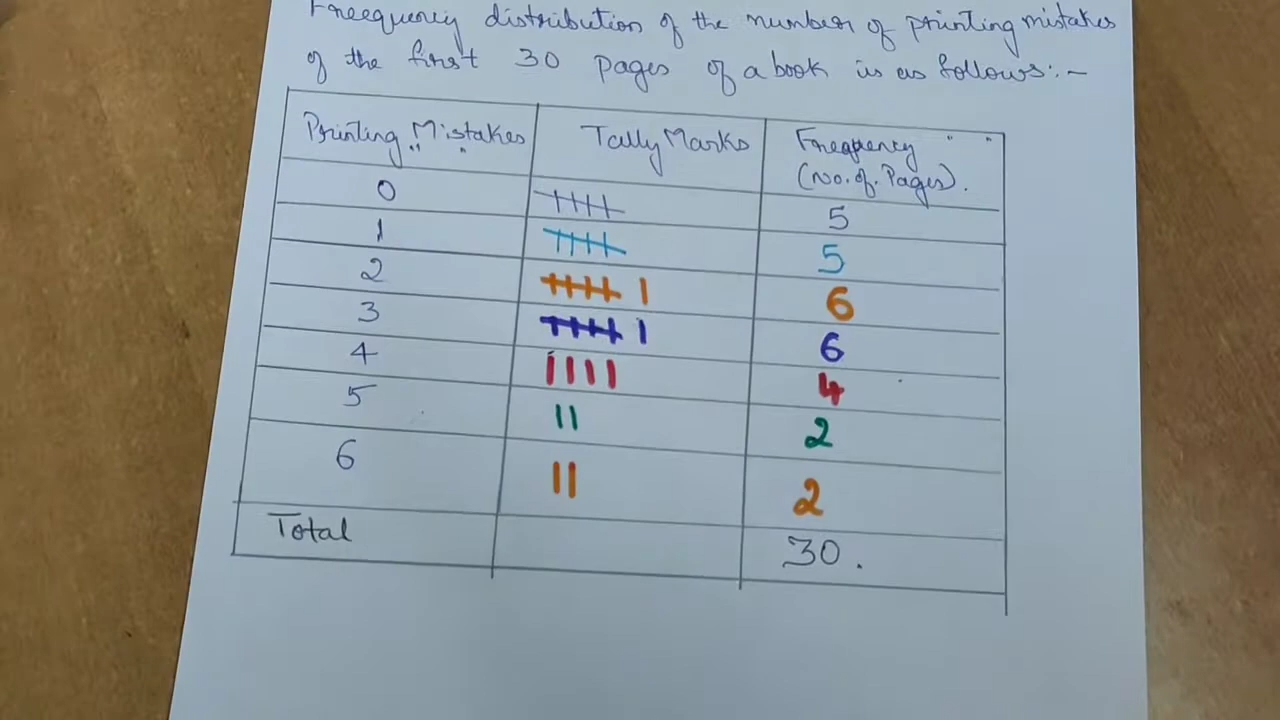 Freequency distribution of the number of printing mistakes
of the first 30 pages of a book is as follows:-
Printing Mistakes Tally Marks Frequency (No. of. Pages).
0 𝍸 5
1 𝍸 5
2 𝍸 | 6
3 𝍸 | 6
4 |||| 4
5 || 2
6 || 2
Total 30.